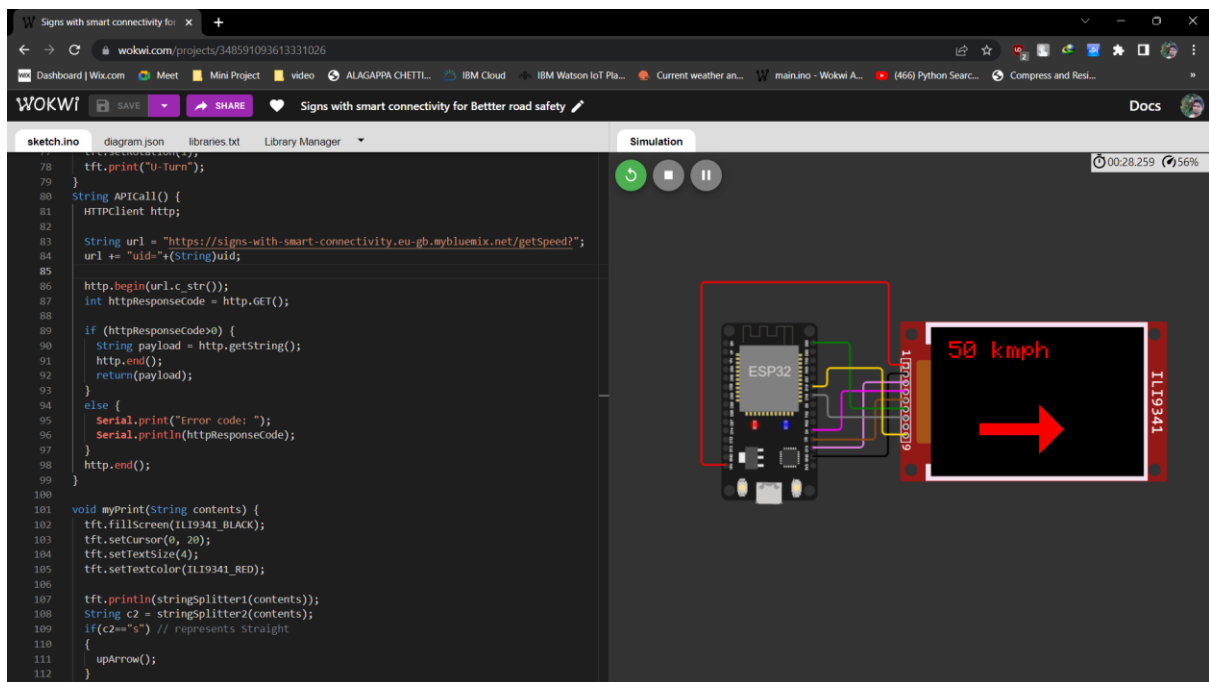 Signs with smart connectivity for
wokwi.com/projects/348591093613331026
Dashboard | Wix.com Meet Mini Project video ALAGAPPA CHETTI... IBM Cloud IBM Watson IoT Pla... Current weather an... main.ino - Wokwi A... (466) Python Searc... Compress and Resi... »
WOKWI SAVE SHARE Signs with smart connectivity for Bettter road safety Docs
sketch.ino diagram.json libraries.txt Library Manager Simulation
00:28.259 56%
77 tft.setRotation(1);
78 tft.print("U-Turn");
79 }
80 String APICall() {
81 HTTPClient http;
82
83 String url = "https://signs-with-smart-connectivity.eu-gb.mybluemix.net/getSpeed?";
84 url += "uid="+(String)uid;
85
86 http.begin(url.c_str());
87 int httpResponseCode = http.GET();
88
89 if (httpResponseCode>0) {
90 String payload = http.getString();
91 http.end();
92 return(payload);
93 }
94 else {
95 Serial.print("Error code: ");
96 Serial.println(httpResponseCode);
97 }
98 http.end();
99 }
100
101 void myPrint(String contents) {
102 tft.fillScreen(ILI9341_BLACK);
103 tft.setCursor(0, 20);
104 tft.setTextSize(4);
105 tft.setTextColor(ILI9341_RED);
106
107 tft.println(stringSplitter1(contents));
108 String c2 = stringSplitter2(contents);
109 if(c2=="s") // represents Straight
110 {
111 upArrow();
112 }
ESP32
1
9
50 kmph
ILI9341